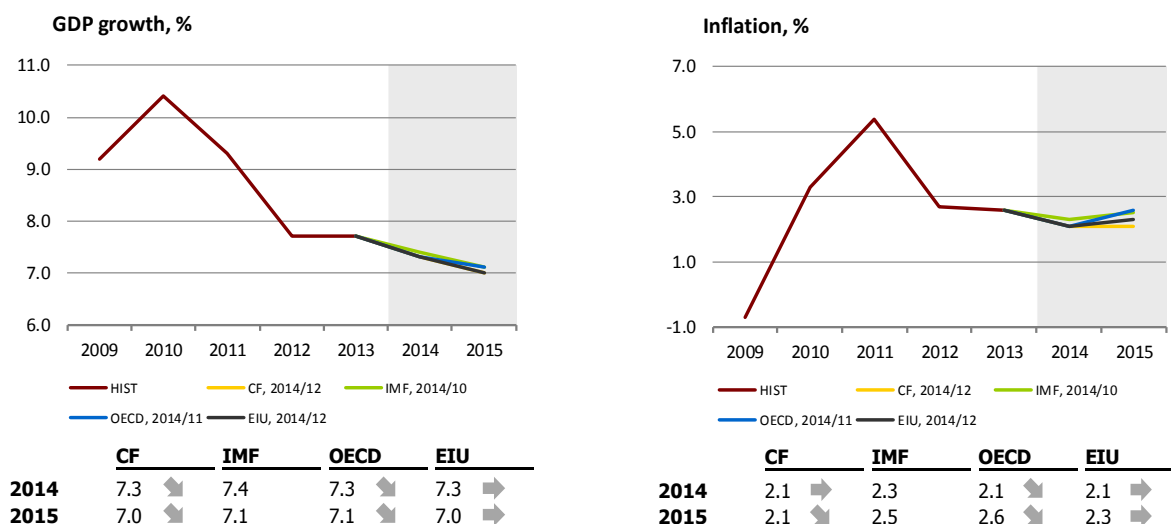 GDP growth, %
11.0
10.0
9.0
8.0
7.0
6.0
2009 2010 2011 2012 2013 2014 2015
HIST CF, 2014/12 IMF, 2014/10
OECD, 2014/11 EIU, 2014/12
CF IMF OECD EIU
2014 7.3 7.4 7.3 7.3
2015 7.0 7.1 7.1 7.0
Inflation, %
7.0
5.0
3.0
1.0
-1.0
2009 2010 2011 2012 2013 2014 2015
HIST CF, 2014/12 IMF, 2014/10
OECD, 2014/11 EIU, 2014/12
CF IMF OECD EIU
2014 2.1 2.3 2.1 2.1
2015 2.1 2.5 2.6 2.3